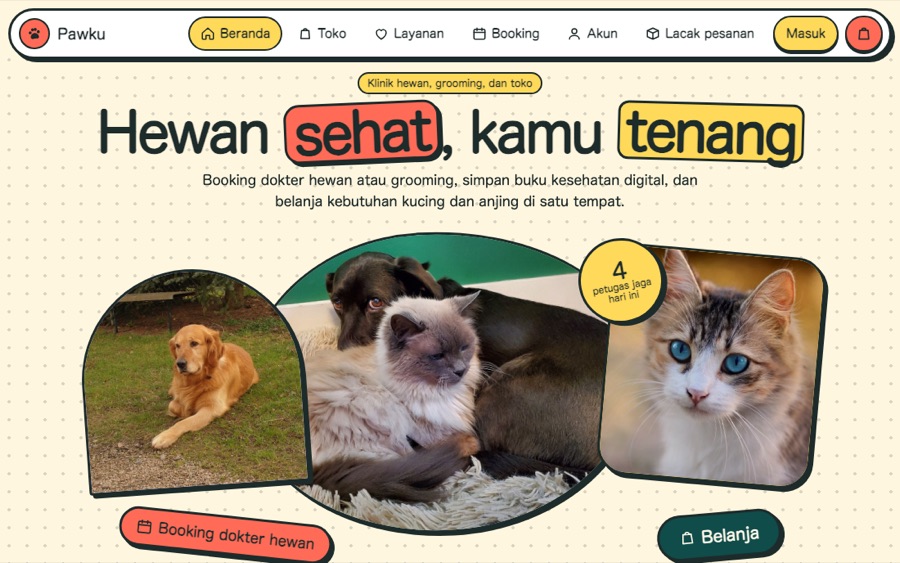 Pawku
Beranda
Toko
Layanan
Booking
Akun
Lacak pesanan
Masuk
Klinik hewan, grooming, dan toko
Hewan sehat, kamu tenang
Booking dokter hewan atau grooming, simpan buku kesehatan digital, dan
belanja kebutuhan kucing dan anjing di satu tempat.
4
petugas jaga
hari ini
Booking dokter hewan
Belanja